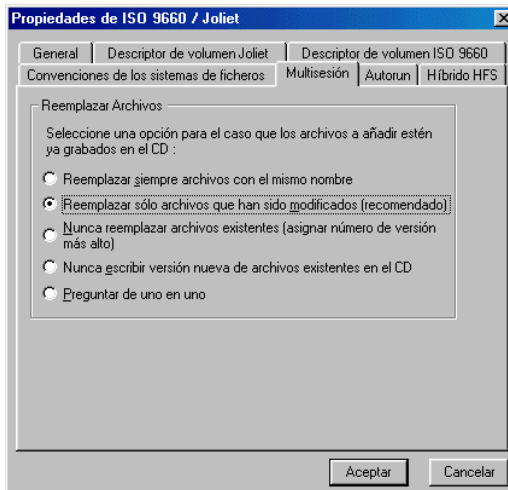 Propiedades de ISO 9660 / Joliet
General
Descriptor de volumen Joliet
Descriptor de volumen ISO 9660
Convenciones de los sistemas de ficheros
Multisesión
Autorun
Híbrido HFS
Reemplazar Archivos
Seleccione una opción para el caso que los archivos a añadir estén
ya grabados en el CD :
Reemplazar siempre archivos con el mismo nombre
Reemplazar sólo archivos que han sido modificados (recomendado)
Nunca reemplazar archivos existentes (asignar número de versión
más alto)
Nunca escribir versión nueva de archivos existentes en el CD
Preguntar de uno en uno
Aceptar
Cancelar